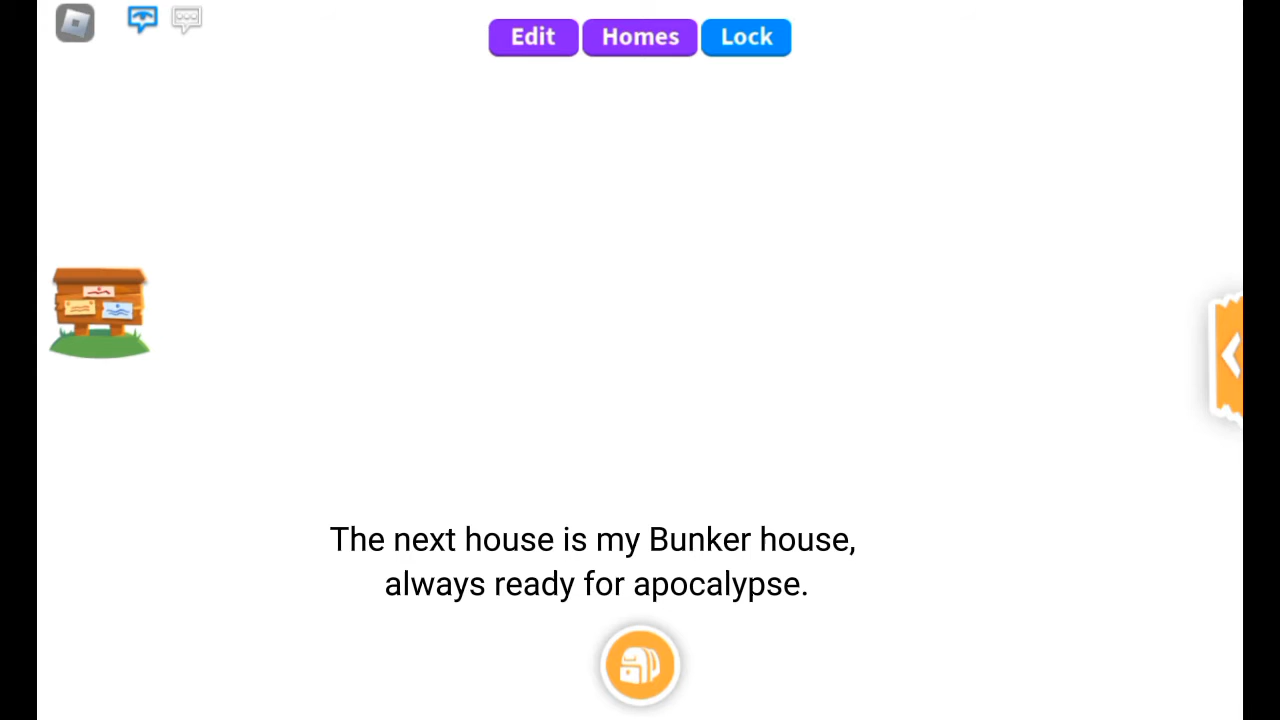 Edit Homes Lock
The next house is my Bunker house,
always ready for apocalypse.